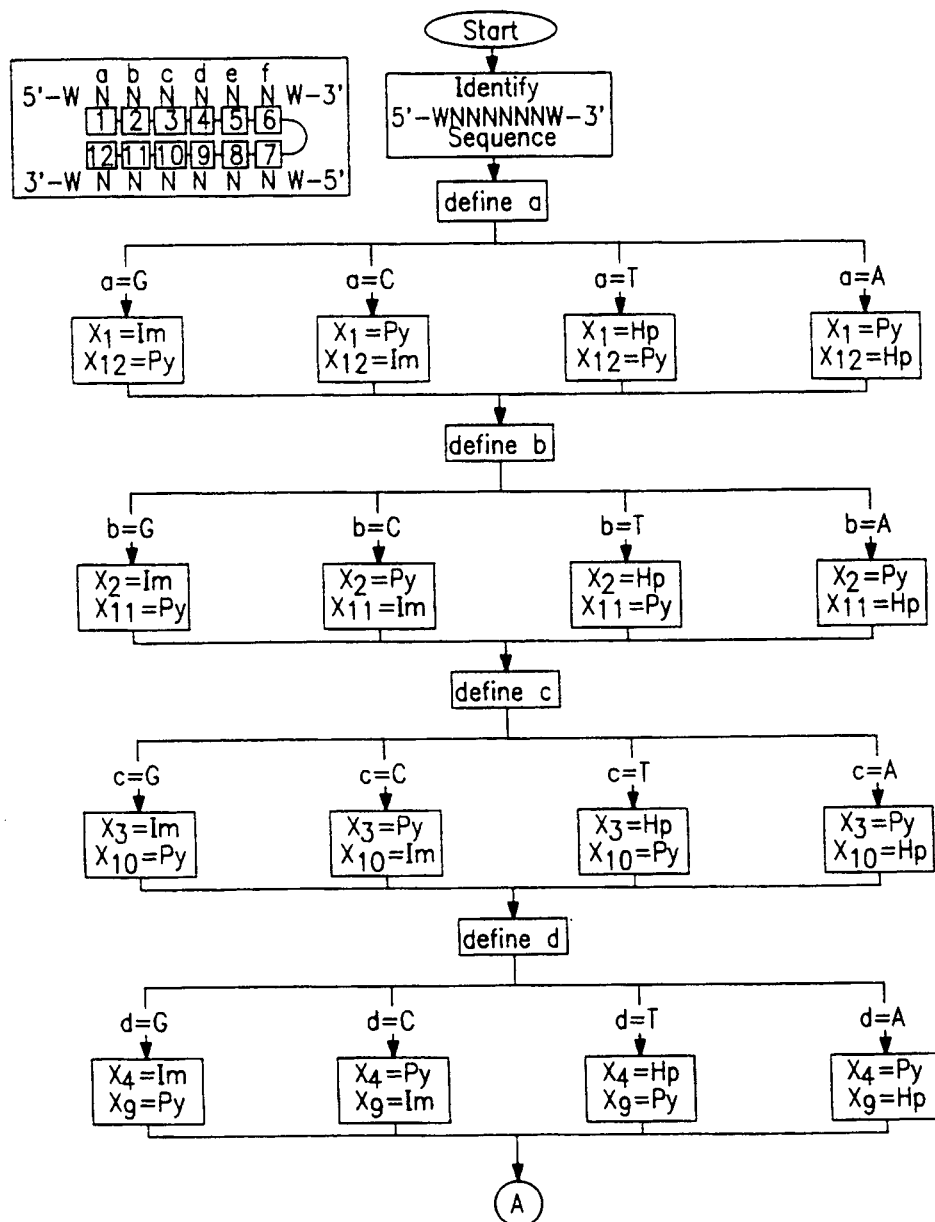 Start
a b c d e f
5'-W N N N N N N W-3'
1 2 3 4 5 6
12 11 10 9 8 7
3'-W N N N N N N W-5'
Identify
5'-WNNNNNNW-3'
Sequence
define a
a=G a=C a=T a=A
X1=Im X1=Py X1=Hp X1=Py
X12=Py X12=Im X12=Py X12=Hp
define b
b=G b=C b=T b=A
X2=Im X2=Py X2=Hp X2=Py
X11=Py X11=Im X11=Py X11=Hp
define c
c=G c=C c=T c=A
X3=Im X3=Py X3=Hp X3=Py
X10=Py X10=Im X10=Py X10=Hp
define d
d=G d=C d=T d=A
X4=Im X4=Py X4=Hp X4=Py
X9=Py X9=Im X9=Py X9=Hp
A